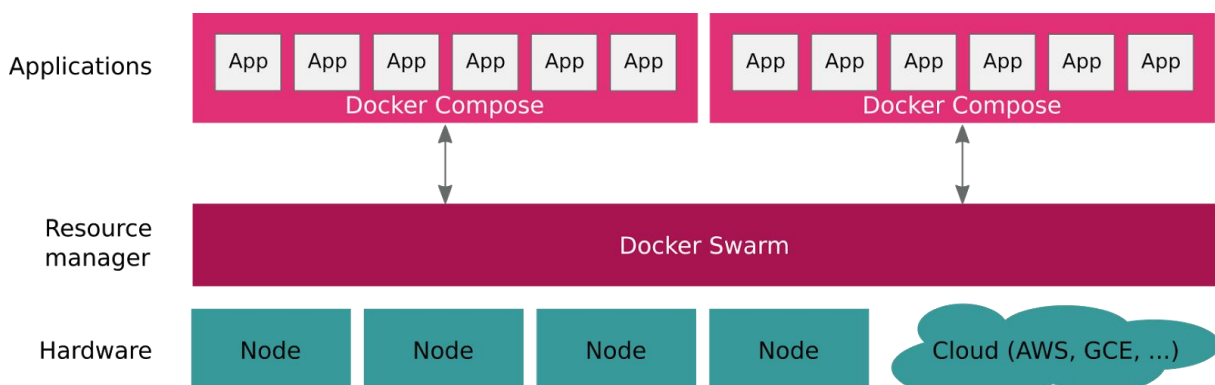 Applications
App App App App App App
Docker Compose
App App App App App App
Docker Compose
Resource
manager
Docker Swarm
Hardware
Node Node Node Node Cloud (AWS, GCE, ...)